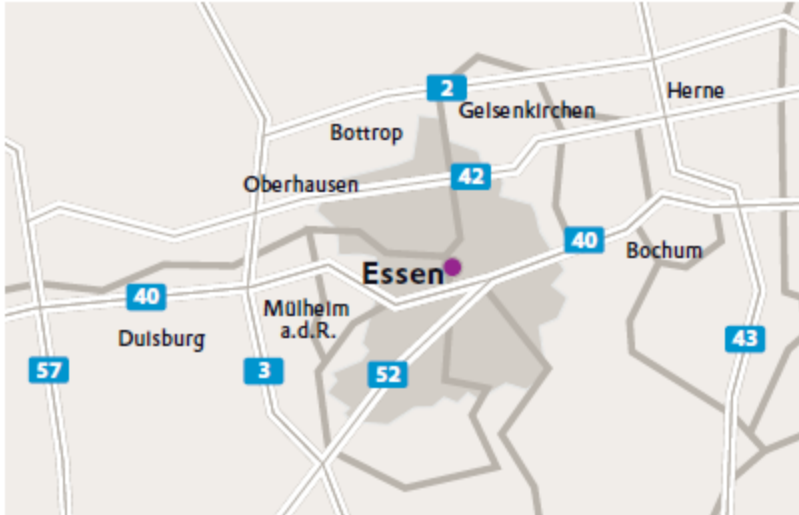 2
Gelsenkirchen
Herne
Bottrop
42
Oberhausen
40
Bochum
Essen
40
Mülheim
a.d.R.
Duisburg
43
57
3
52